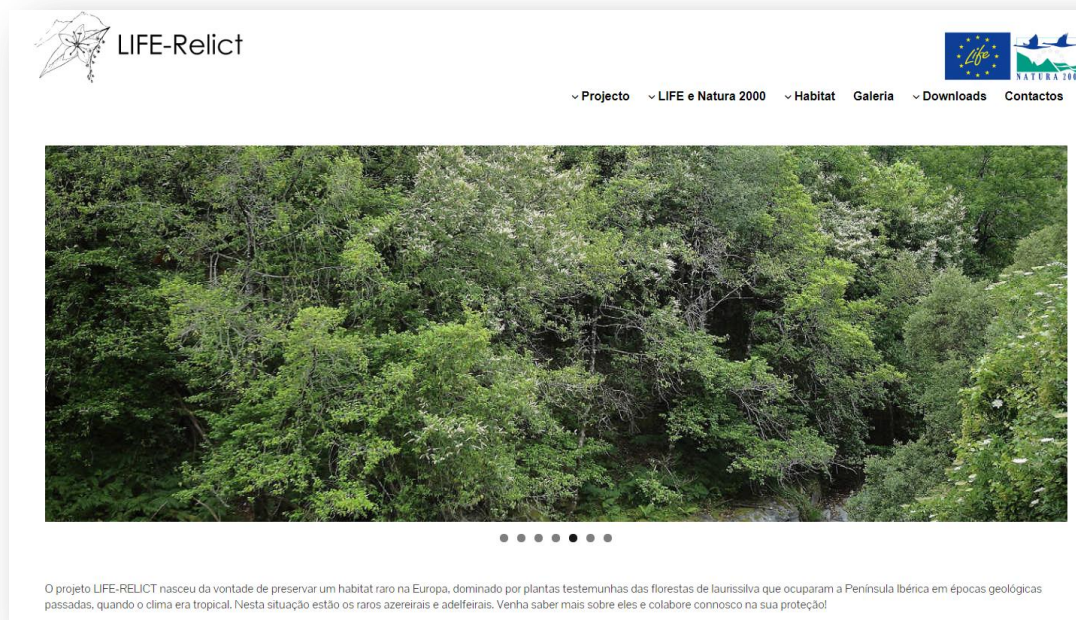 LIFE-Relict
Life
NATURA 2000
Projecto LIFE e Natura 2000 Habitat Galeria Downloads Contactos
O projeto LIFE-RELICT nasceu da vontade de preservar um habitat raro na Europa, dominado por plantas testemunhas das florestas de laurissilva que ocuparam a Península Ibérica em épocas geológicas
passadas, quando o clima era tropical. Nesta situação estão os raros azereirais e adelfeirais. Venha saber mais sobre eles e colabore connosco na sua proteção!